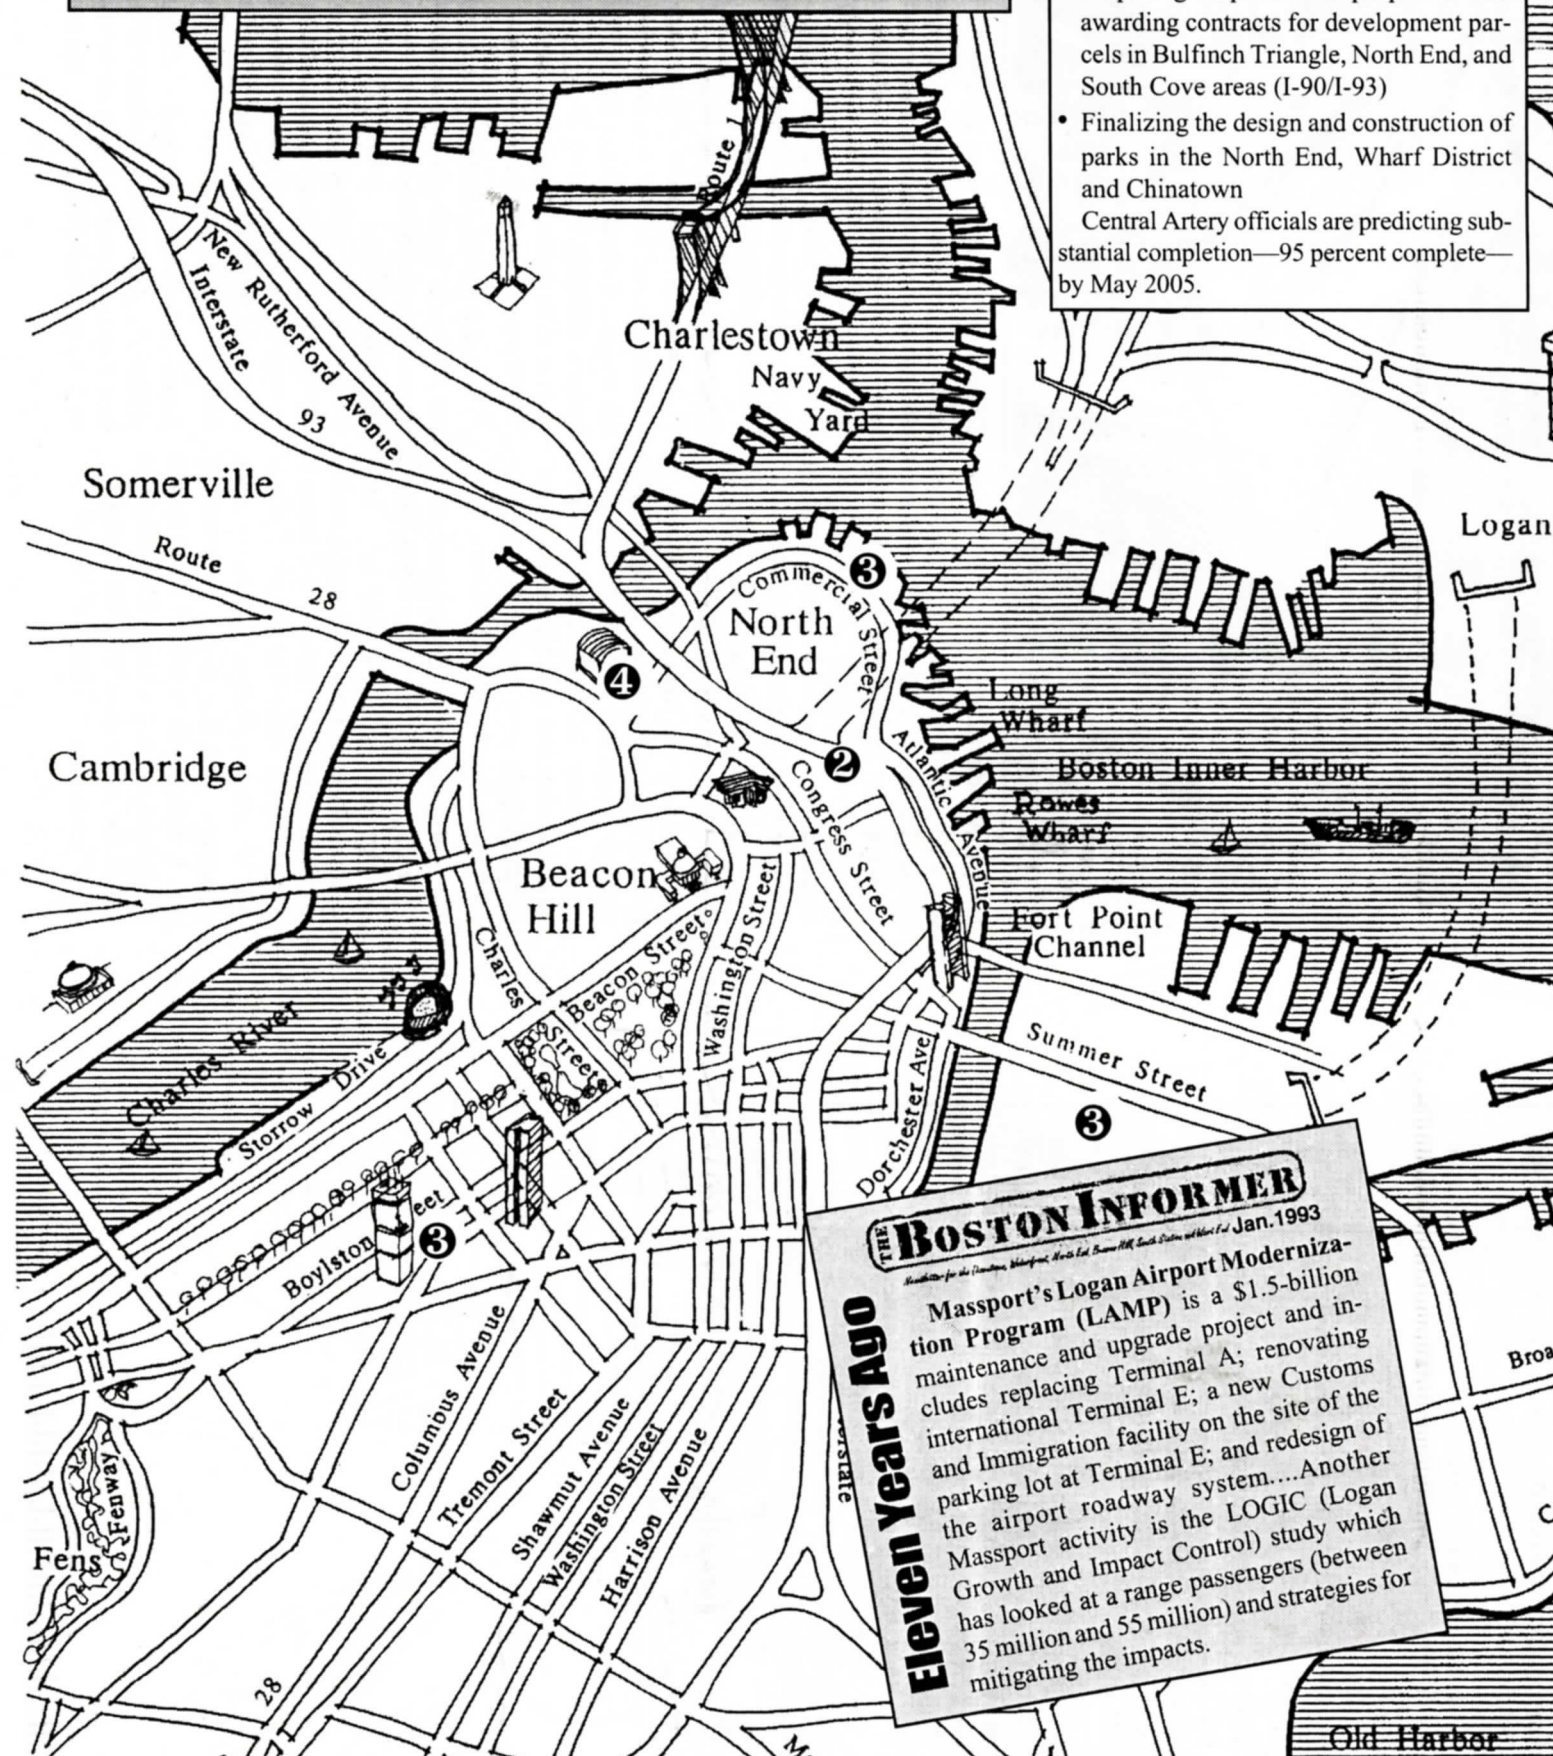 awarding contracts for development par-
cels in Bulfinch Triangle, North End, and
South Cove areas (I-90/I-93)
• Finalizing the design and construction of
parks in the North End, Wharf District
and Chinatown
Central Artery officials are predicting sub-
stantial completion—95 percent complete—
by May 2005.
Route 1
New Rutherford Avenue
Interstate
93
Charlestown
Navy
Yard
Somerville
Route
28
Logan
Commercial Street
3
North
End
4
Long
Wharf
Cambridge
2
Atlantic
Avenue
Boston Inner Harbor
Rowes
Wharf
Congress Street
Beacon
Hill
Fort Point
Channel
Charles
Street
Beacon Street
Washington Street
Charles River
Storrow Drive
Summer Street
3
Dorchester Ave
Boylston
eet
3
THE BOSTON INFORMER
Jan.1993
Eleven Years Ago
Massport's Logan Airport Moderniza-
tion Program (LAMP) is a $1.5-billion
maintenance and upgrade project and in-
cludes replacing Terminal A; renovating
international Terminal E; a new Customs
and Immigration facility on the site of the
parking lot at Terminal E; and redesign of
the airport roadway system....Another
Massport activity is the LOGIC (Logan
Growth and Impact Control) study which
has looked at a range passengers (between
35 million and 55 million) and strategies for
mitigating the impacts.
Broa
Columbus Avenue
Tremont Street
Shawmut Avenue
Washington Street
Harrison Avenue
erstate
Fenway
Fens
28
Old Harbor